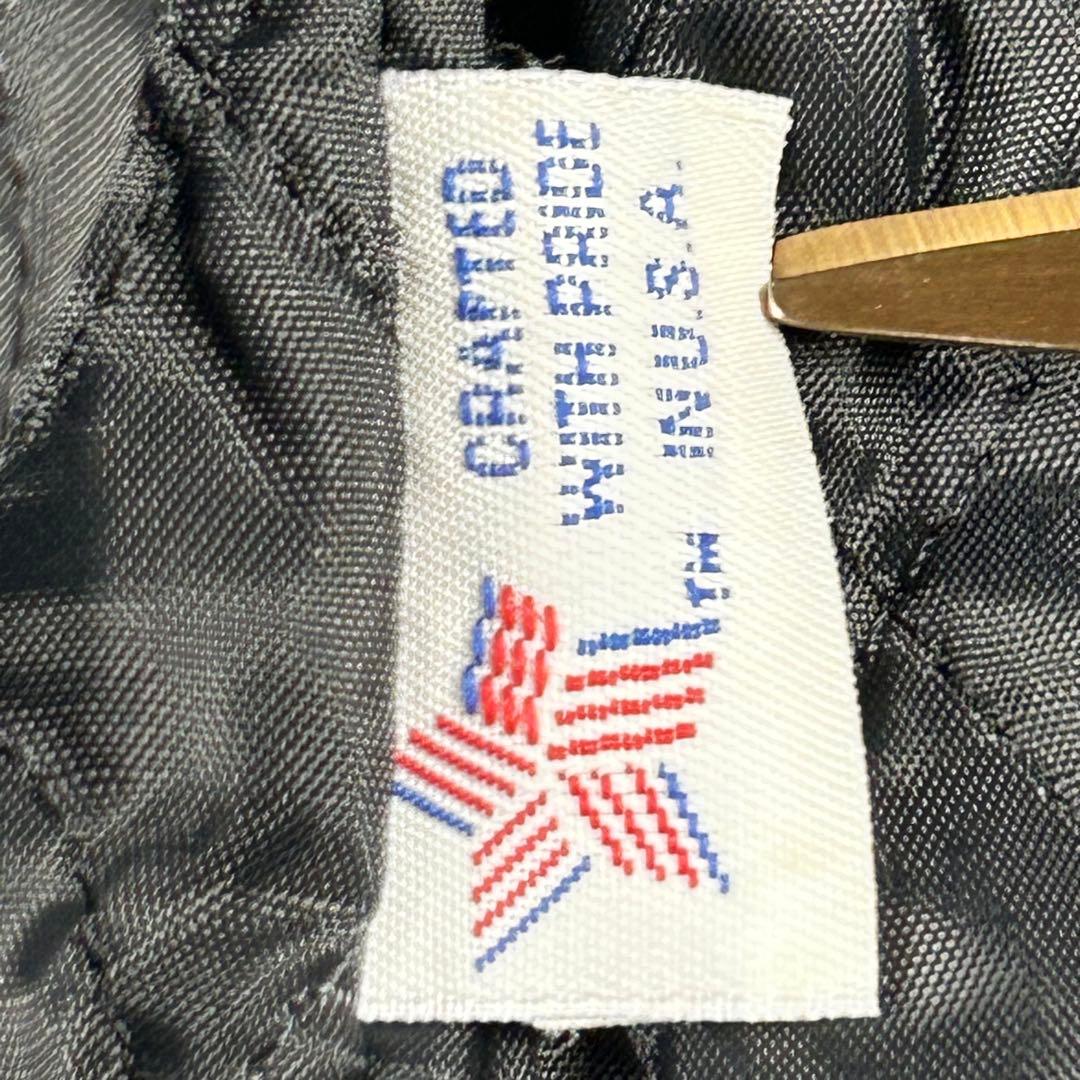 CRAFTED
WITH PRIDE
IN U.S.A.
TM